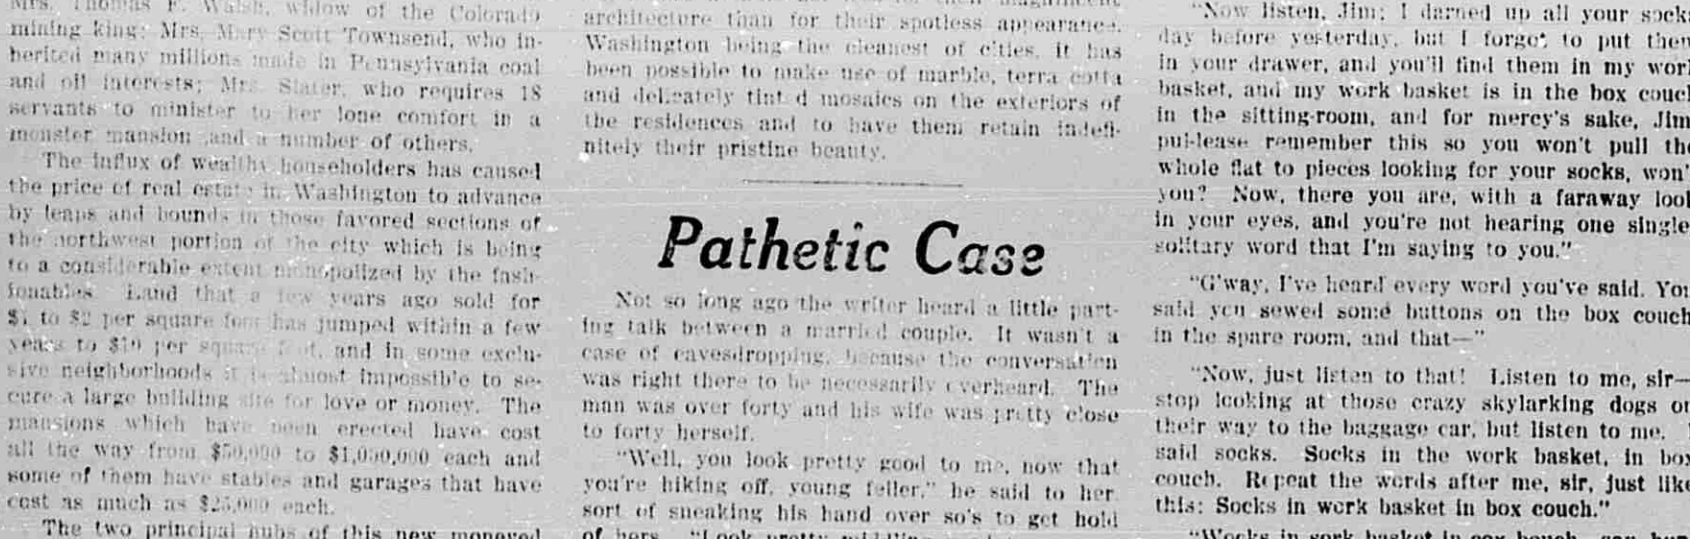 Mrs. Thomas F. Walsh, widow of the Colorado
mining king; Mrs. Mary Scott Townsend, who in-
herited many millions made in Pennsylvania coal
and oil interests; Mrs. Slater, who requires 18
servants to minister to her lone comfort in a
monster mansion ,and a number of others.
The influx of wealthy householders has caused
the price of real estate in Washington to advance
by leaps and bounds in those favored sections of
the northwest portion of the city which is being
to a considerable extent monopolized by the fash-
ionables. Land that a few years ago sold for
$1 to $2 per square foot has jumped within a few
years to $10 per square feet, and in some exclu-
sive neighborhoods it is almost impossible to se-
cure a large building site for love or money. The
mansions which have been erected have cost
all the way from $50,000 to $1,000,000 each and
some of them have stables and garages that have
cost as much as $25,000 each.
The two principal hubs of this new moneyed
architecture than for their spotless appearance.
Washington being the cleanest of cities, it has
been possible to make use of marble, terra cotta
and delicately tint d mosaics on the exteriors of
the residences and to have them retain indefi-
nitely their pristine beauty.
Pathetic Case
Not so long ago the writer heard a little part-
ing talk between a married couple. It wasn't a
case of eavesdropping, because the conversation
was right there to be necessarily overheard. The
man was over forty and his wife was pretty close
to forty herself.
"Well, you look pretty good to me, now that
you're hiking off, young feller," he said to her
sort of sneaking his hand over so's to get hold
of hers. "Look pretty
"Now listen, Jim; I darned up all your socks
day before yesterday, but I forgot to put them
in your drawer, and you'll find them in my work
basket, and my work basket is in the box couch
in the sitting-room, and for mercy's sake, Jim
pul-lease remember this so you won't pull the
whole flat to pieces looking for your socks, won't
you? Now, there you are, with a faraway look
in your eyes, and you're not hearing one single
solitary word that I'm saying to you."
"G'way, I've heard every word you've said. You
said you sewed some buttons on the box couch
in the spare room, and that—"
"Now, just listen to that! Listen to me, sir—
stop looking at those crazy skylarking dogs on
their way to the baggage car, but listen to me. I
said socks. Socks in the work basket, in box
couch. Repeat the words after me, sir, just like
this: Socks in work basket in box couch."
"Wocks in sork basket in cox bouch,